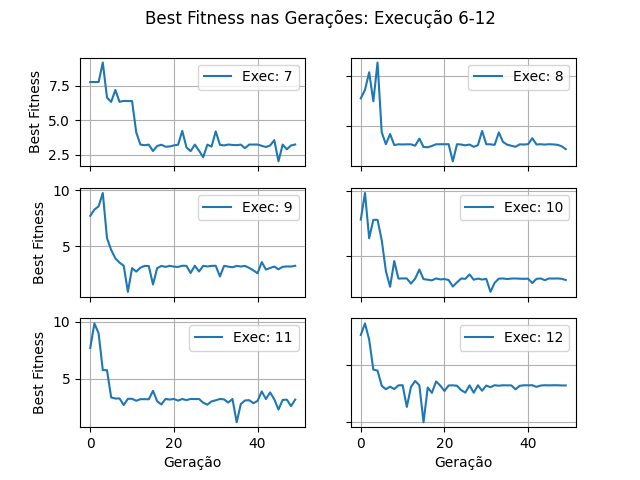 Best Fitness nas Gerações: Execução 6-12
Best Fitness
7.5
5.0
2.5
Exec: 7
Exec: 8
Best Fitness
10
5
Exec: 9
Exec: 10
Best Fitness
10
5
Exec: 11
Exec: 12
0
20
40
0
20
40
Geração
Geração